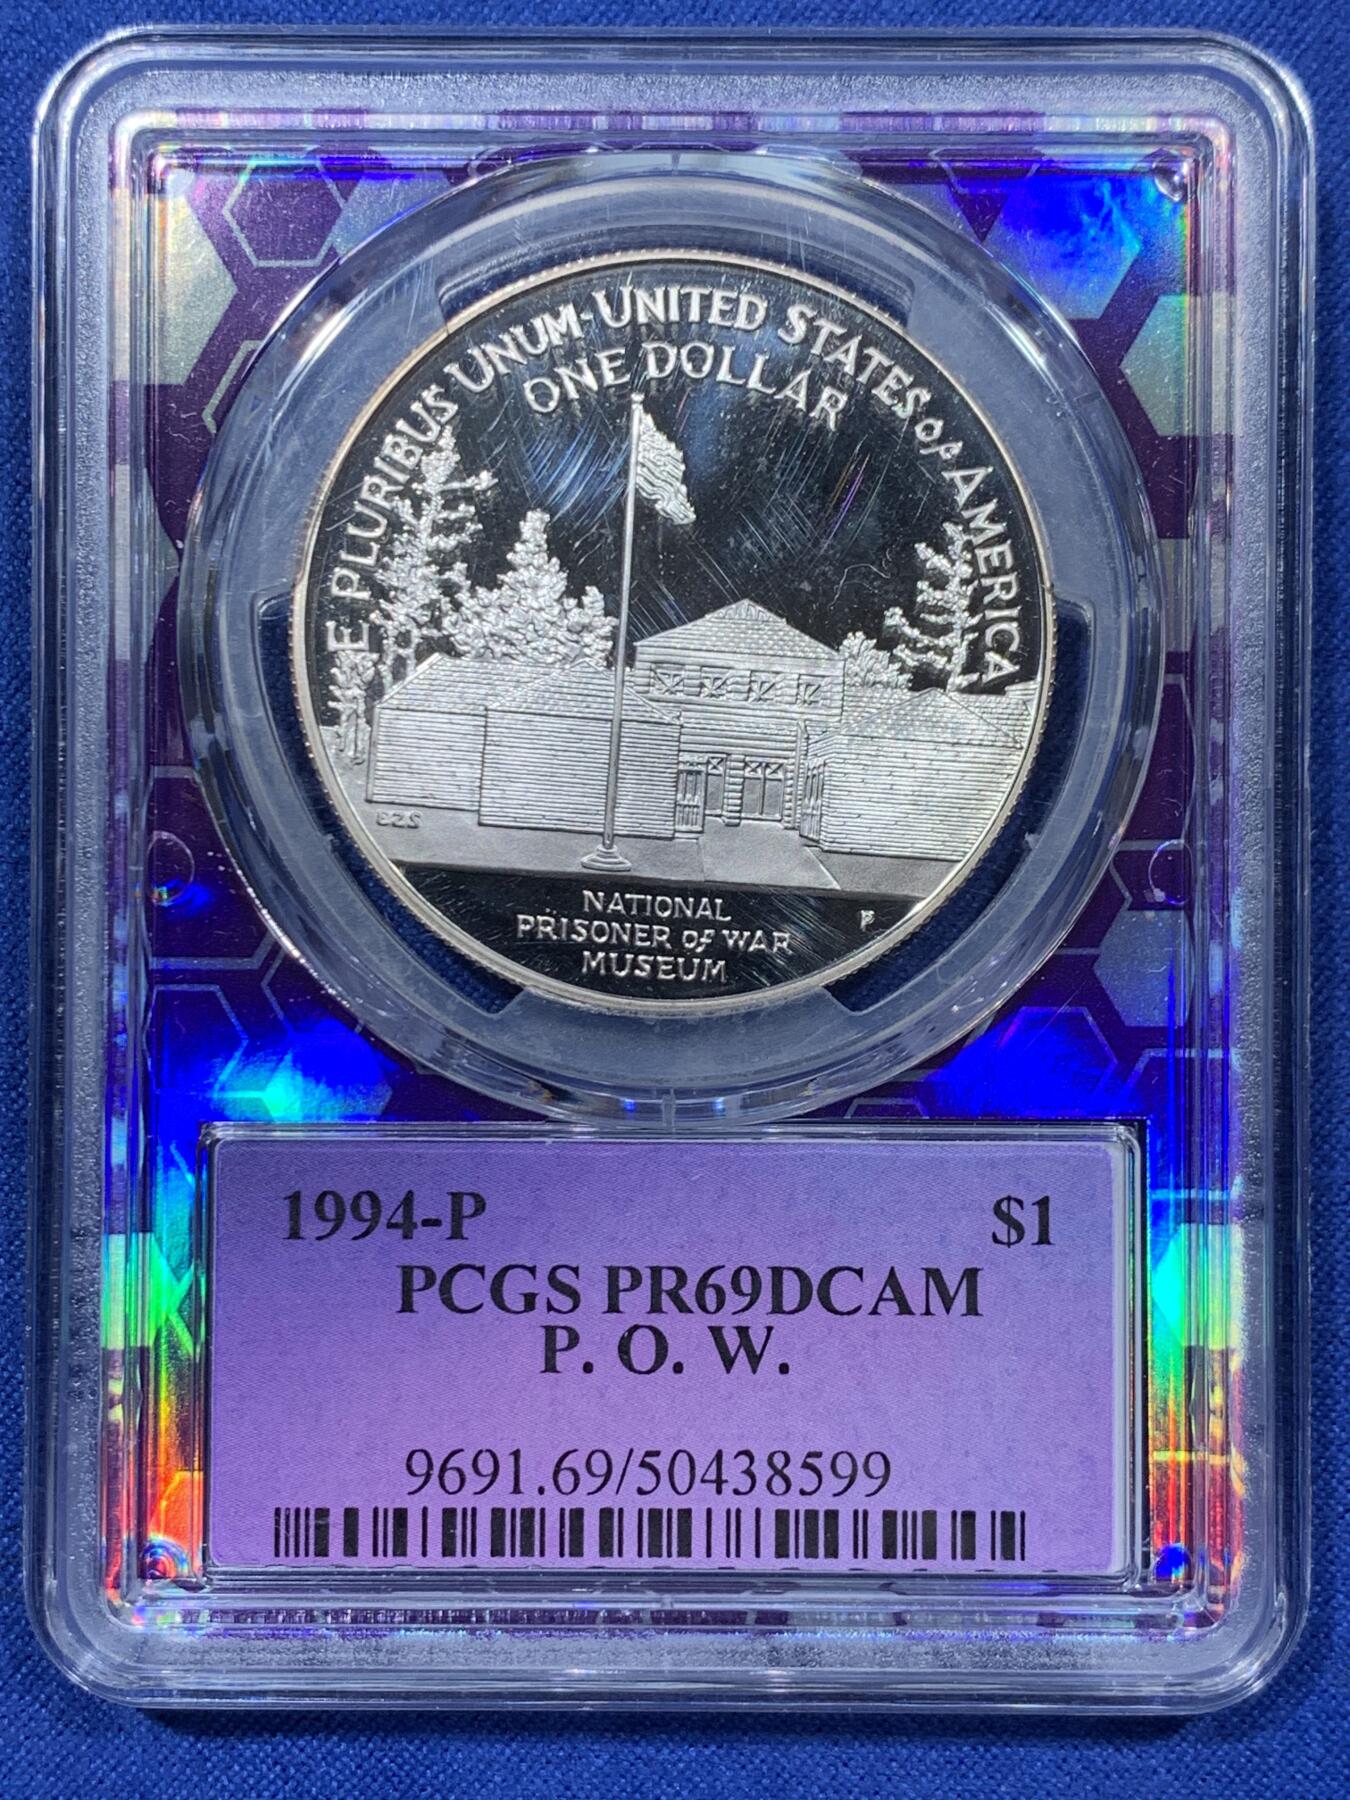 E PLURIBUS UNUM · UNITED STATES of AMERICA
ONE DOLLAR
NATIONAL
PRISONER of WAR
MUSEUM
P
1994-P $1
PCGS PR69DCAM
P. O. W.
9691.69/50438599